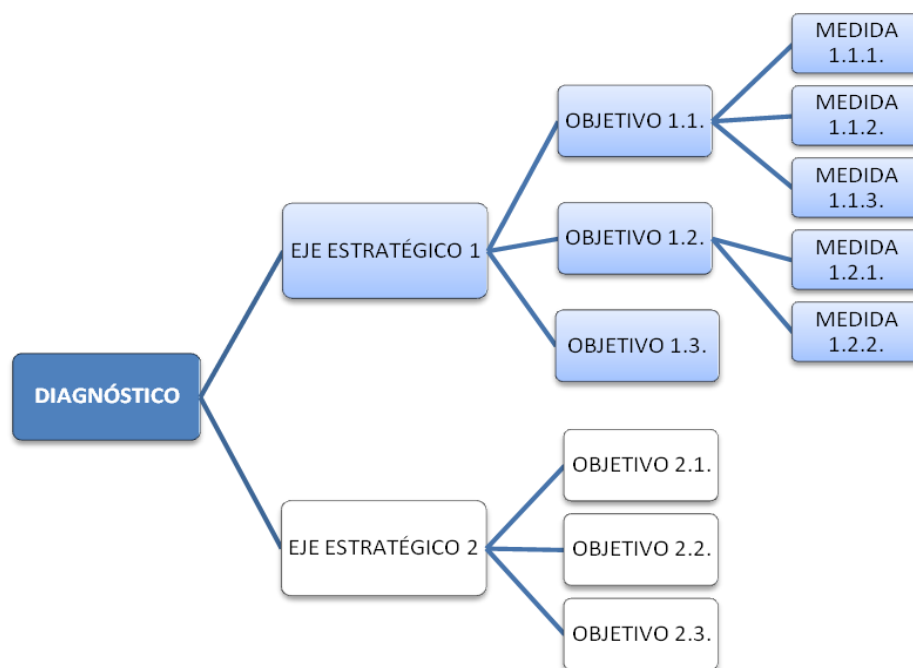 MEDIDA
1.1.1.
OBJETIVO 1.1.
MEDIDA
1.1.2.
MEDIDA
1.1.3.
EJE ESTRATÉGICO 1
OBJETIVO 1.2.
MEDIDA
1.2.1.
MEDIDA
1.2.2.
OBJETIVO 1.3.
DIAGNÓSTICO
OBJETIVO 2.1.
EJE ESTRATÉGICO 2
OBJETIVO 2.2.
OBJETIVO 2.3.